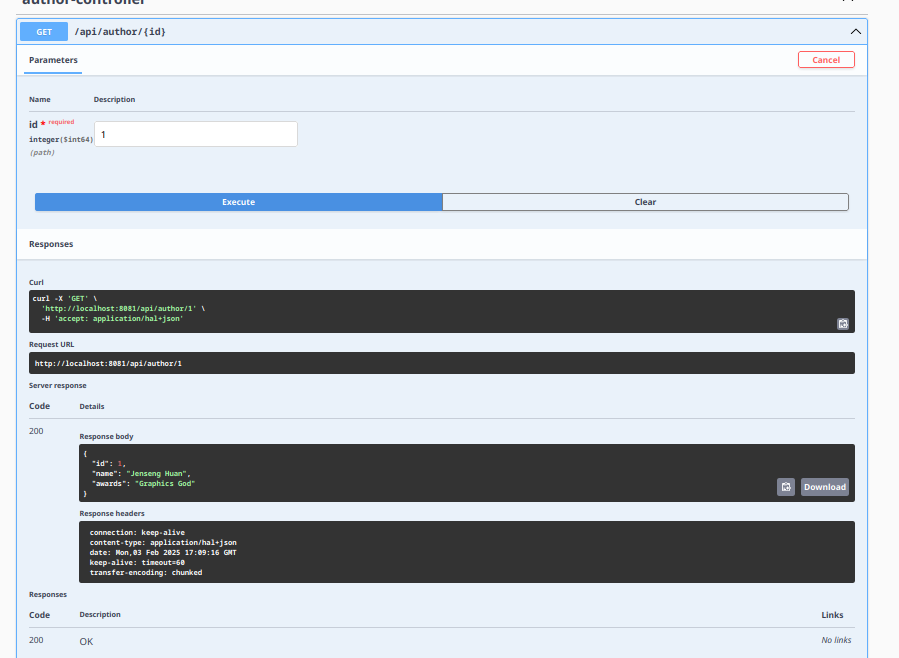 author-controller
GET /api/author/{id}
Parameters
Cancel
Name Description
id * required
integer($int64)
(path)
1
Execute Clear
Responses
Curl
curl -X 'GET' \
'http://localhost:8081/api/author/1' \
-H 'accept: application/hal+json'
Request URL
http://localhost:8081/api/author/1
Server response
Code Details
200
Response body
{
"id": 1,
"name": "Jenseng Huan",
"awards": "Graphics God"
}
Download
Response headers
connection: keep-alive
content-type: application/hal+json
date: Mon,03 Feb 2025 17:09:16 GMT
keep-alive: timeout=60
transfer-encoding: chunked
Responses
Code Description Links
200 OK No links